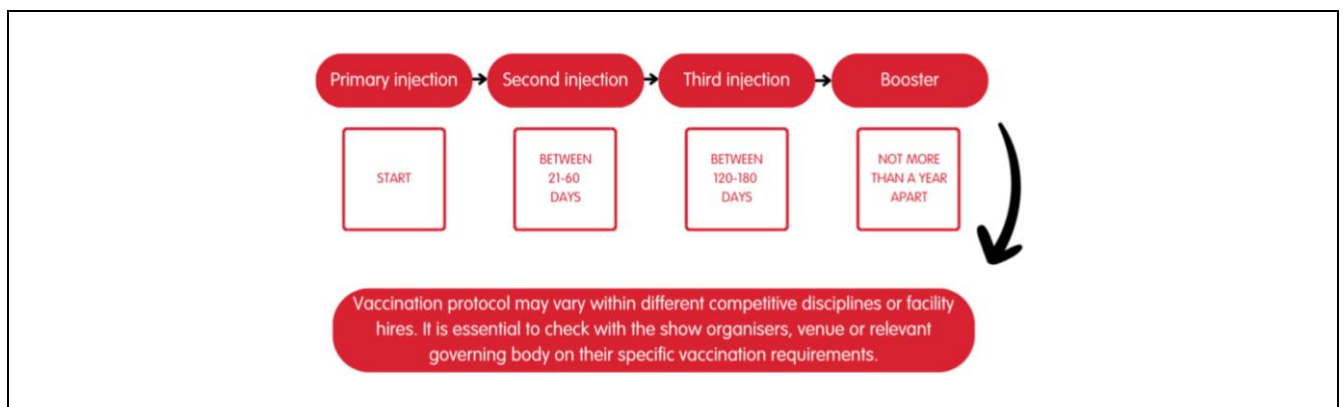 Primary injection
Second injection
Third injection
Booster
START
BETWEEN
21-60
DAYS
BETWEEN
120-180
DAYS
NOT MORE
THAN A YEAR
APART
Vaccination protocol may vary within different competitive disciplines or facility
hires. It is essential to check with the show organisers, venue or relevant
governing body on their specific vaccination requirements.